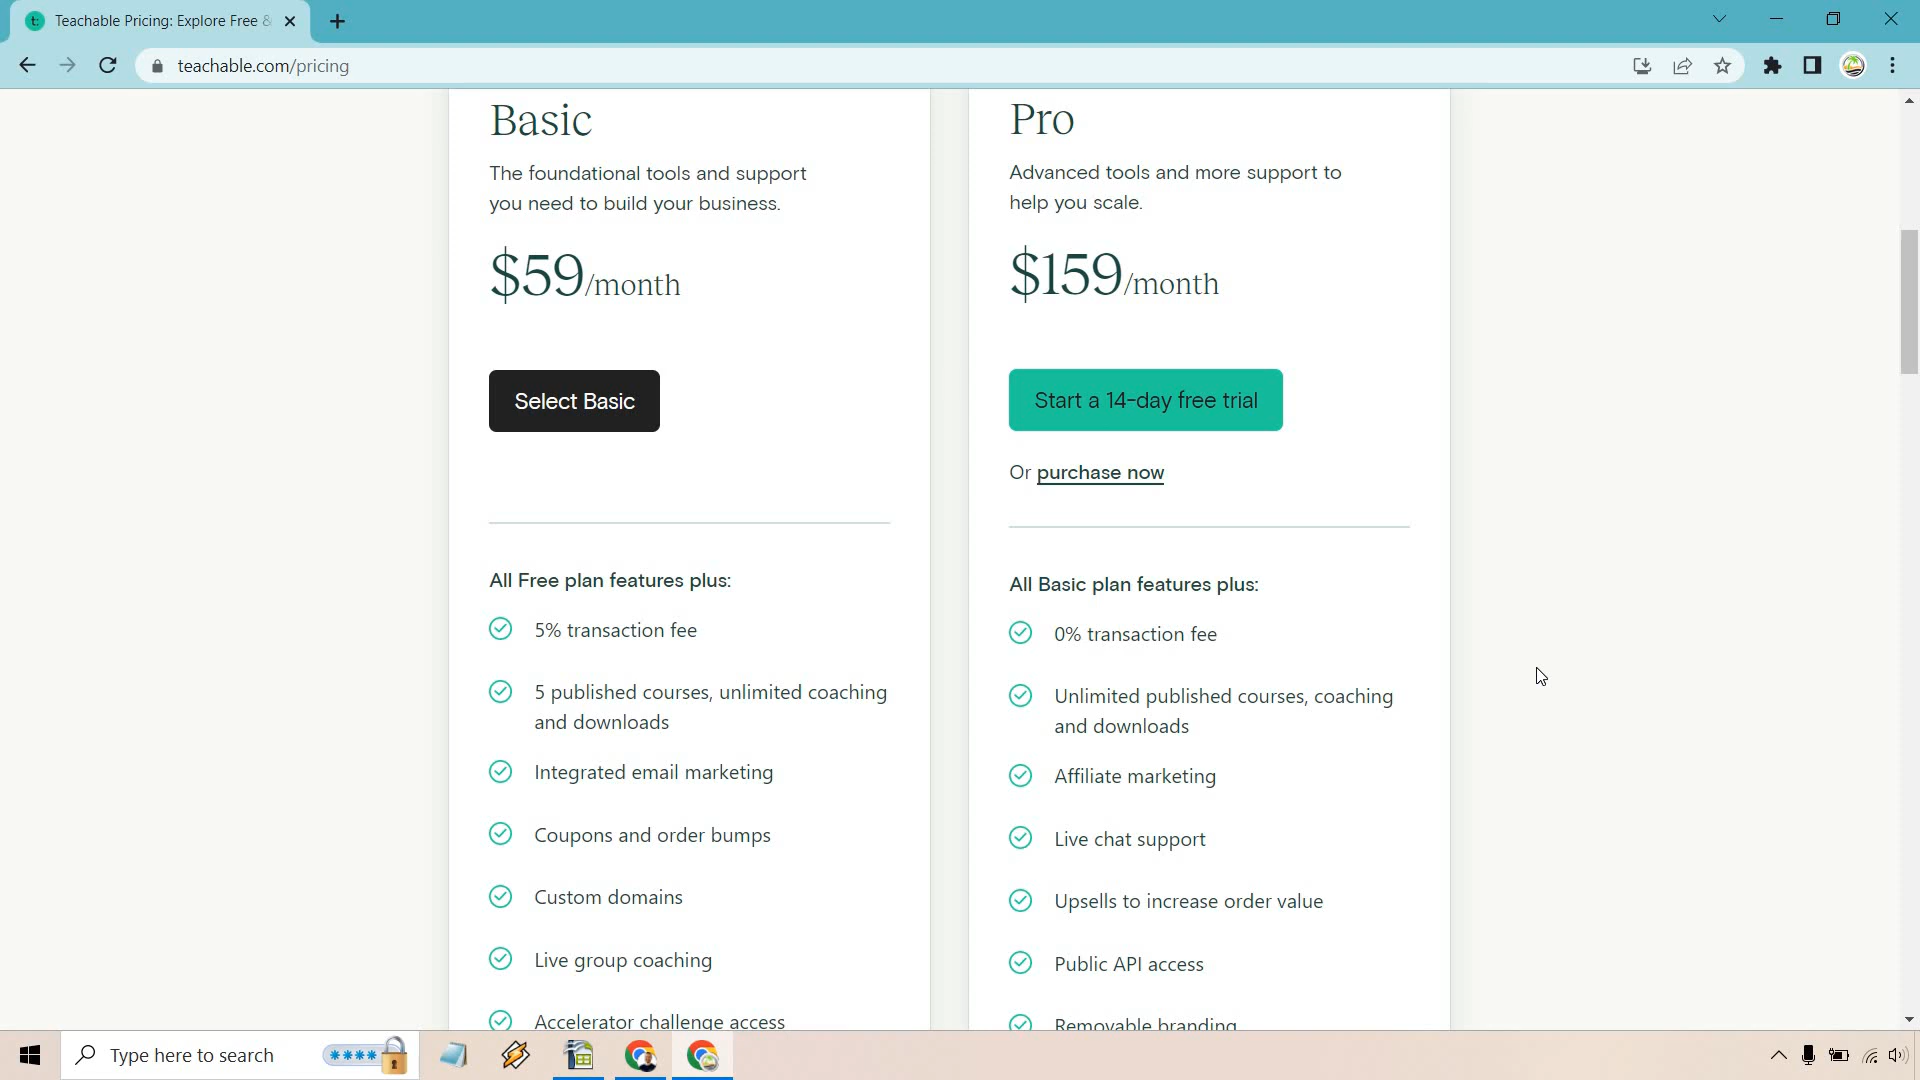 Teachable Pricing: Explore Free &
teachable.com/pricing
Basic
The foundational tools and support
you need to build your business.
$59/month
Select Basic
All Free plan features plus:
5% transaction fee
5 published courses, unlimited coaching
and downloads
Integrated email marketing
Coupons and order bumps
Custom domains
Live group coaching
Accelerator challenge access
Pro
Advanced tools and more support to
help you scale.
$159/month
Start a 14-day free trial
Or purchase now
All Basic plan features plus:
0% transaction fee
Unlimited published courses, coaching
and downloads
Affiliate marketing
Live chat support
Upsells to increase order value
Public API access
Removable branding
Type here to search